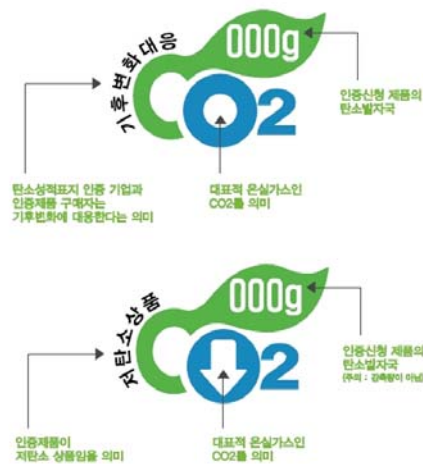 기후변화대응
000g
CO2
인증신청 제품의
탄소발자국
탄소성적표지 인증 기업과
인증제품 구매자는
기후변화에 대응한다는 의미
대표적 온실가스인
CO2를 의미
저탄소상품
000g
CO2
인증신청 제품의
탄소발자국
(주의 : 감축량이 아님)
인증제품이
저탄소 상품임을 의미
대표적 온실가스인
CO2를 의미